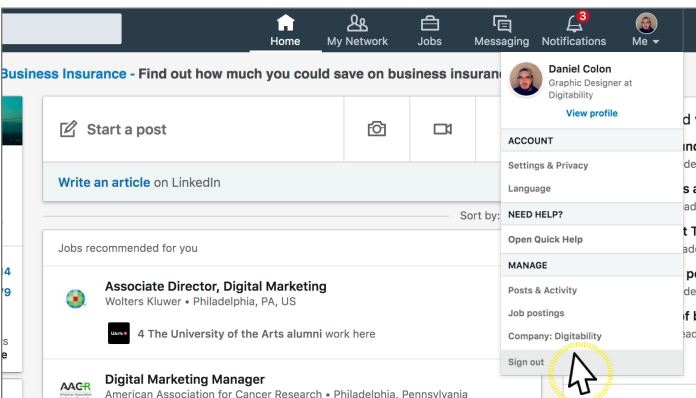 3
Home
My Network
Jobs
Messaging
Notifications
Me
Business Insurance - Find out how much you could save on business insuran
Daniel Colon
Graphic Designer at
Digitability
View profile
ACCOUNT
Settings & Privacy
Language
NEED HELP?
Open Quick Help
MANAGE
Posts & Activity
Job postings
Company: Digitability
Sign out
Start a post
Write an article on LinkedIn
Sort by:
Jobs recommended for you
Associate Director, Digital Marketing
Wolters Kluwer • Philadelphia, PA, US
UArts
4 The University of the Arts alumni work here
AACR
Digital Marketing Manager
American Association for Cancer Research • Philadelphia, Pennsylvania